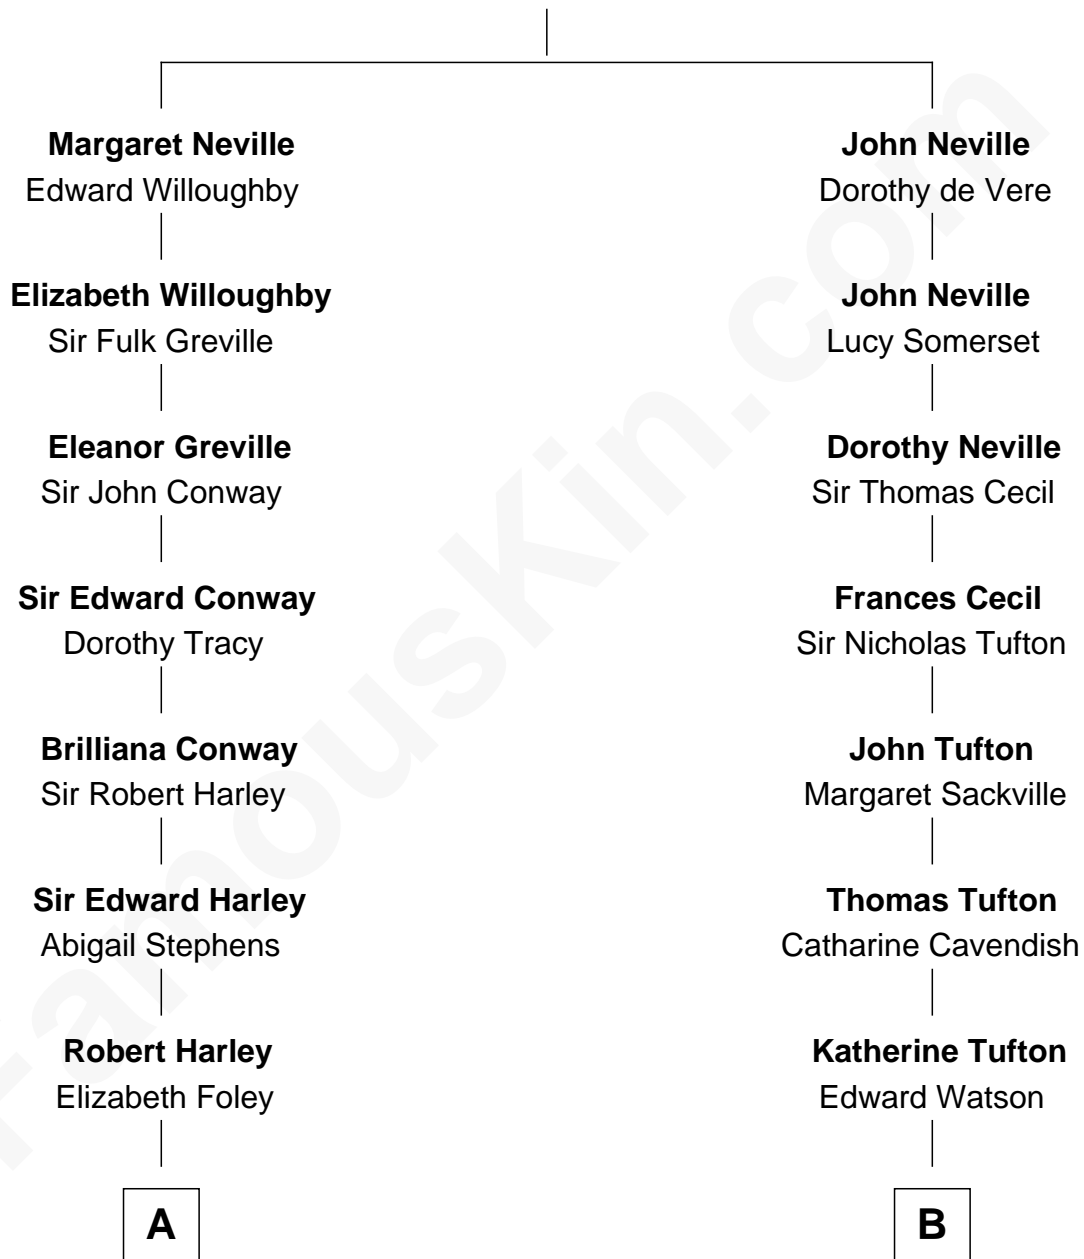 Margaret Neville
Edward Willoughby
Elizabeth Willoughby
Sir Fulk Greville
Eleanor Greville
Sir John Conway
Sir Edward Conway
Dorothy Tracy
Brilliana Conway
Sir Robert Harley
Sir Edward Harley
Abigail Stephens
Robert Harley
Elizabeth Foley
A
John Neville
Dorothy de Vere
John Neville
Lucy Somerset
Dorothy Neville
Sir Thomas Cecil
Frances Cecil
Sir Nicholas Tufton
John Tufton
Margaret Sackville
Thomas Tufton
Catharine Cavendish
Katherine Tufton
Edward Watson
B
FamousKin.com